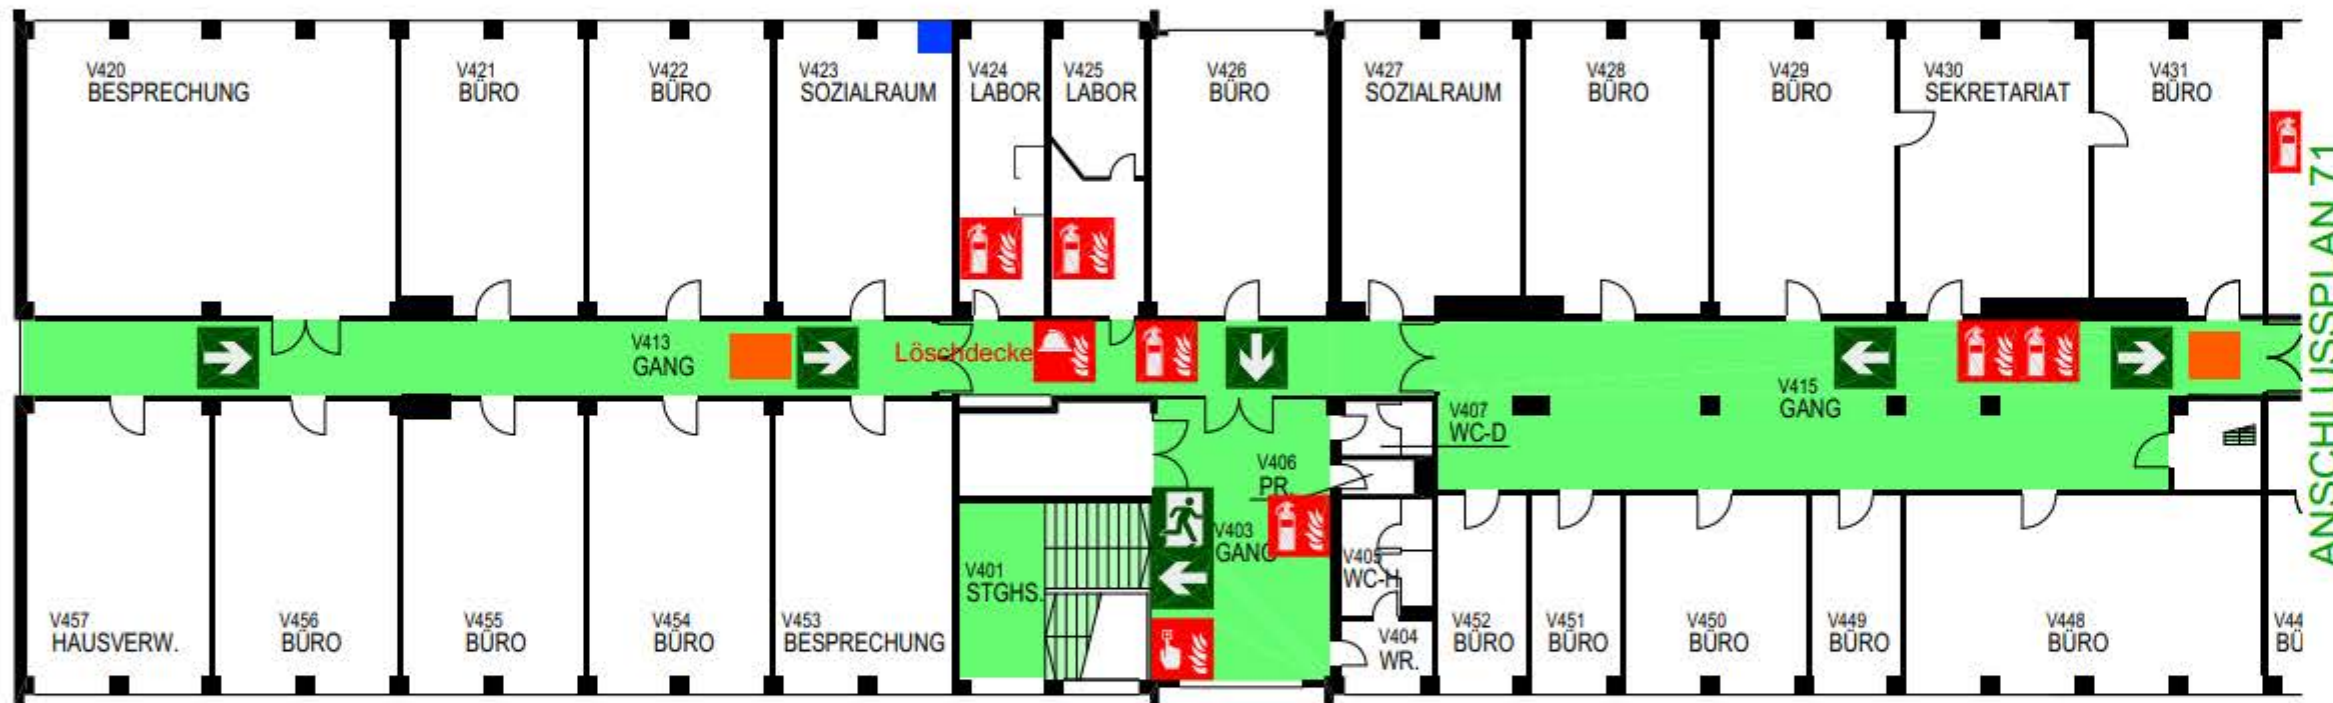 V420
BESPRECHUNG
V421
BÜRO
V422
BÜRO
V423
SOZIALRAUM
V424
LABOR
V425
LABOR
V426
BÜRO
V427
SOZIALRAUM
V428
BÜRO
V429
BÜRO
V430
SEKRETARIAT
V431
BÜRO
ANSCHLUSSPLAN 71
V413
GANG
Löschdecke
V415
GANG
V407
WC-D
V406
PR.
V403
GANG
V405
WC-H
V401
STGHS.
V404
WR.
V457
HAUSVERW.
V456
BÜRO
V455
BÜRO
V454
BÜRO
V453
BESPRECHUNG
V452
BÜRO
V451
BÜRO
V450
BÜRO
V449
BÜRO
V448
BÜRO
V44
BÜ